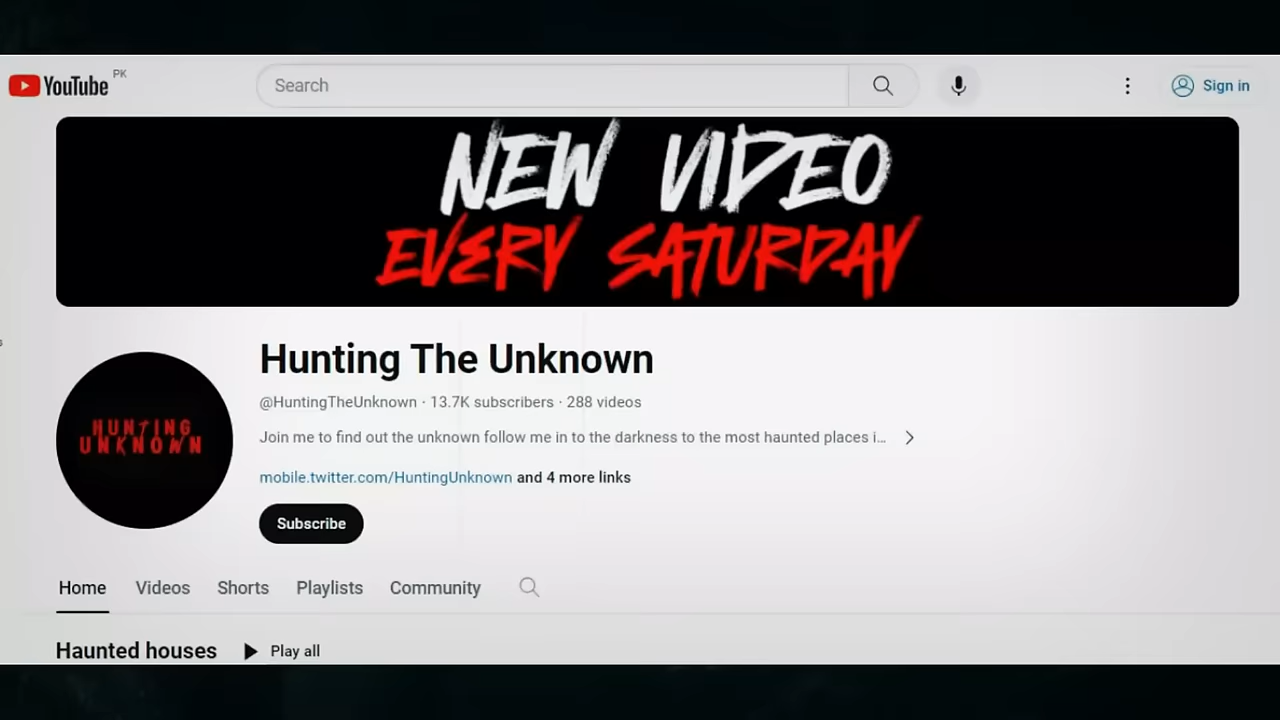 YouTube PK
Search
Sign in
NEW VIDEO
EVERY SATURDAY
Hunting The Unknown
@HuntingTheUnknown · 13.7K subscribers · 288 videos
Join me to find out the unknown follow me in to the darkness to the most haunted places i...
mobile.twitter.com/HuntingUnknown and 4 more links
HUNTING
UNKNOWN
Subscribe
Home Videos Shorts Playlists Community
Haunted houses Play all